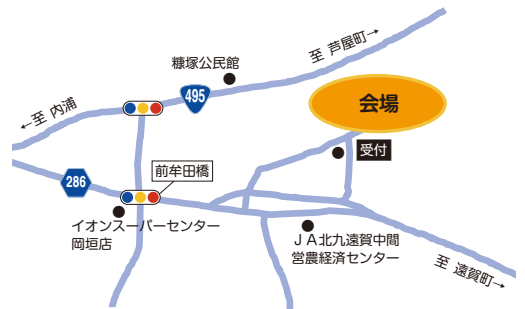 至 芦屋町→
糠塚公民館
495
会場
←至 内浦
受付
前牟田橋
286
イオンスーパーセンター
岡垣店
ＪＡ北九遠賀中間
営農経済センター
至 遠賀町→